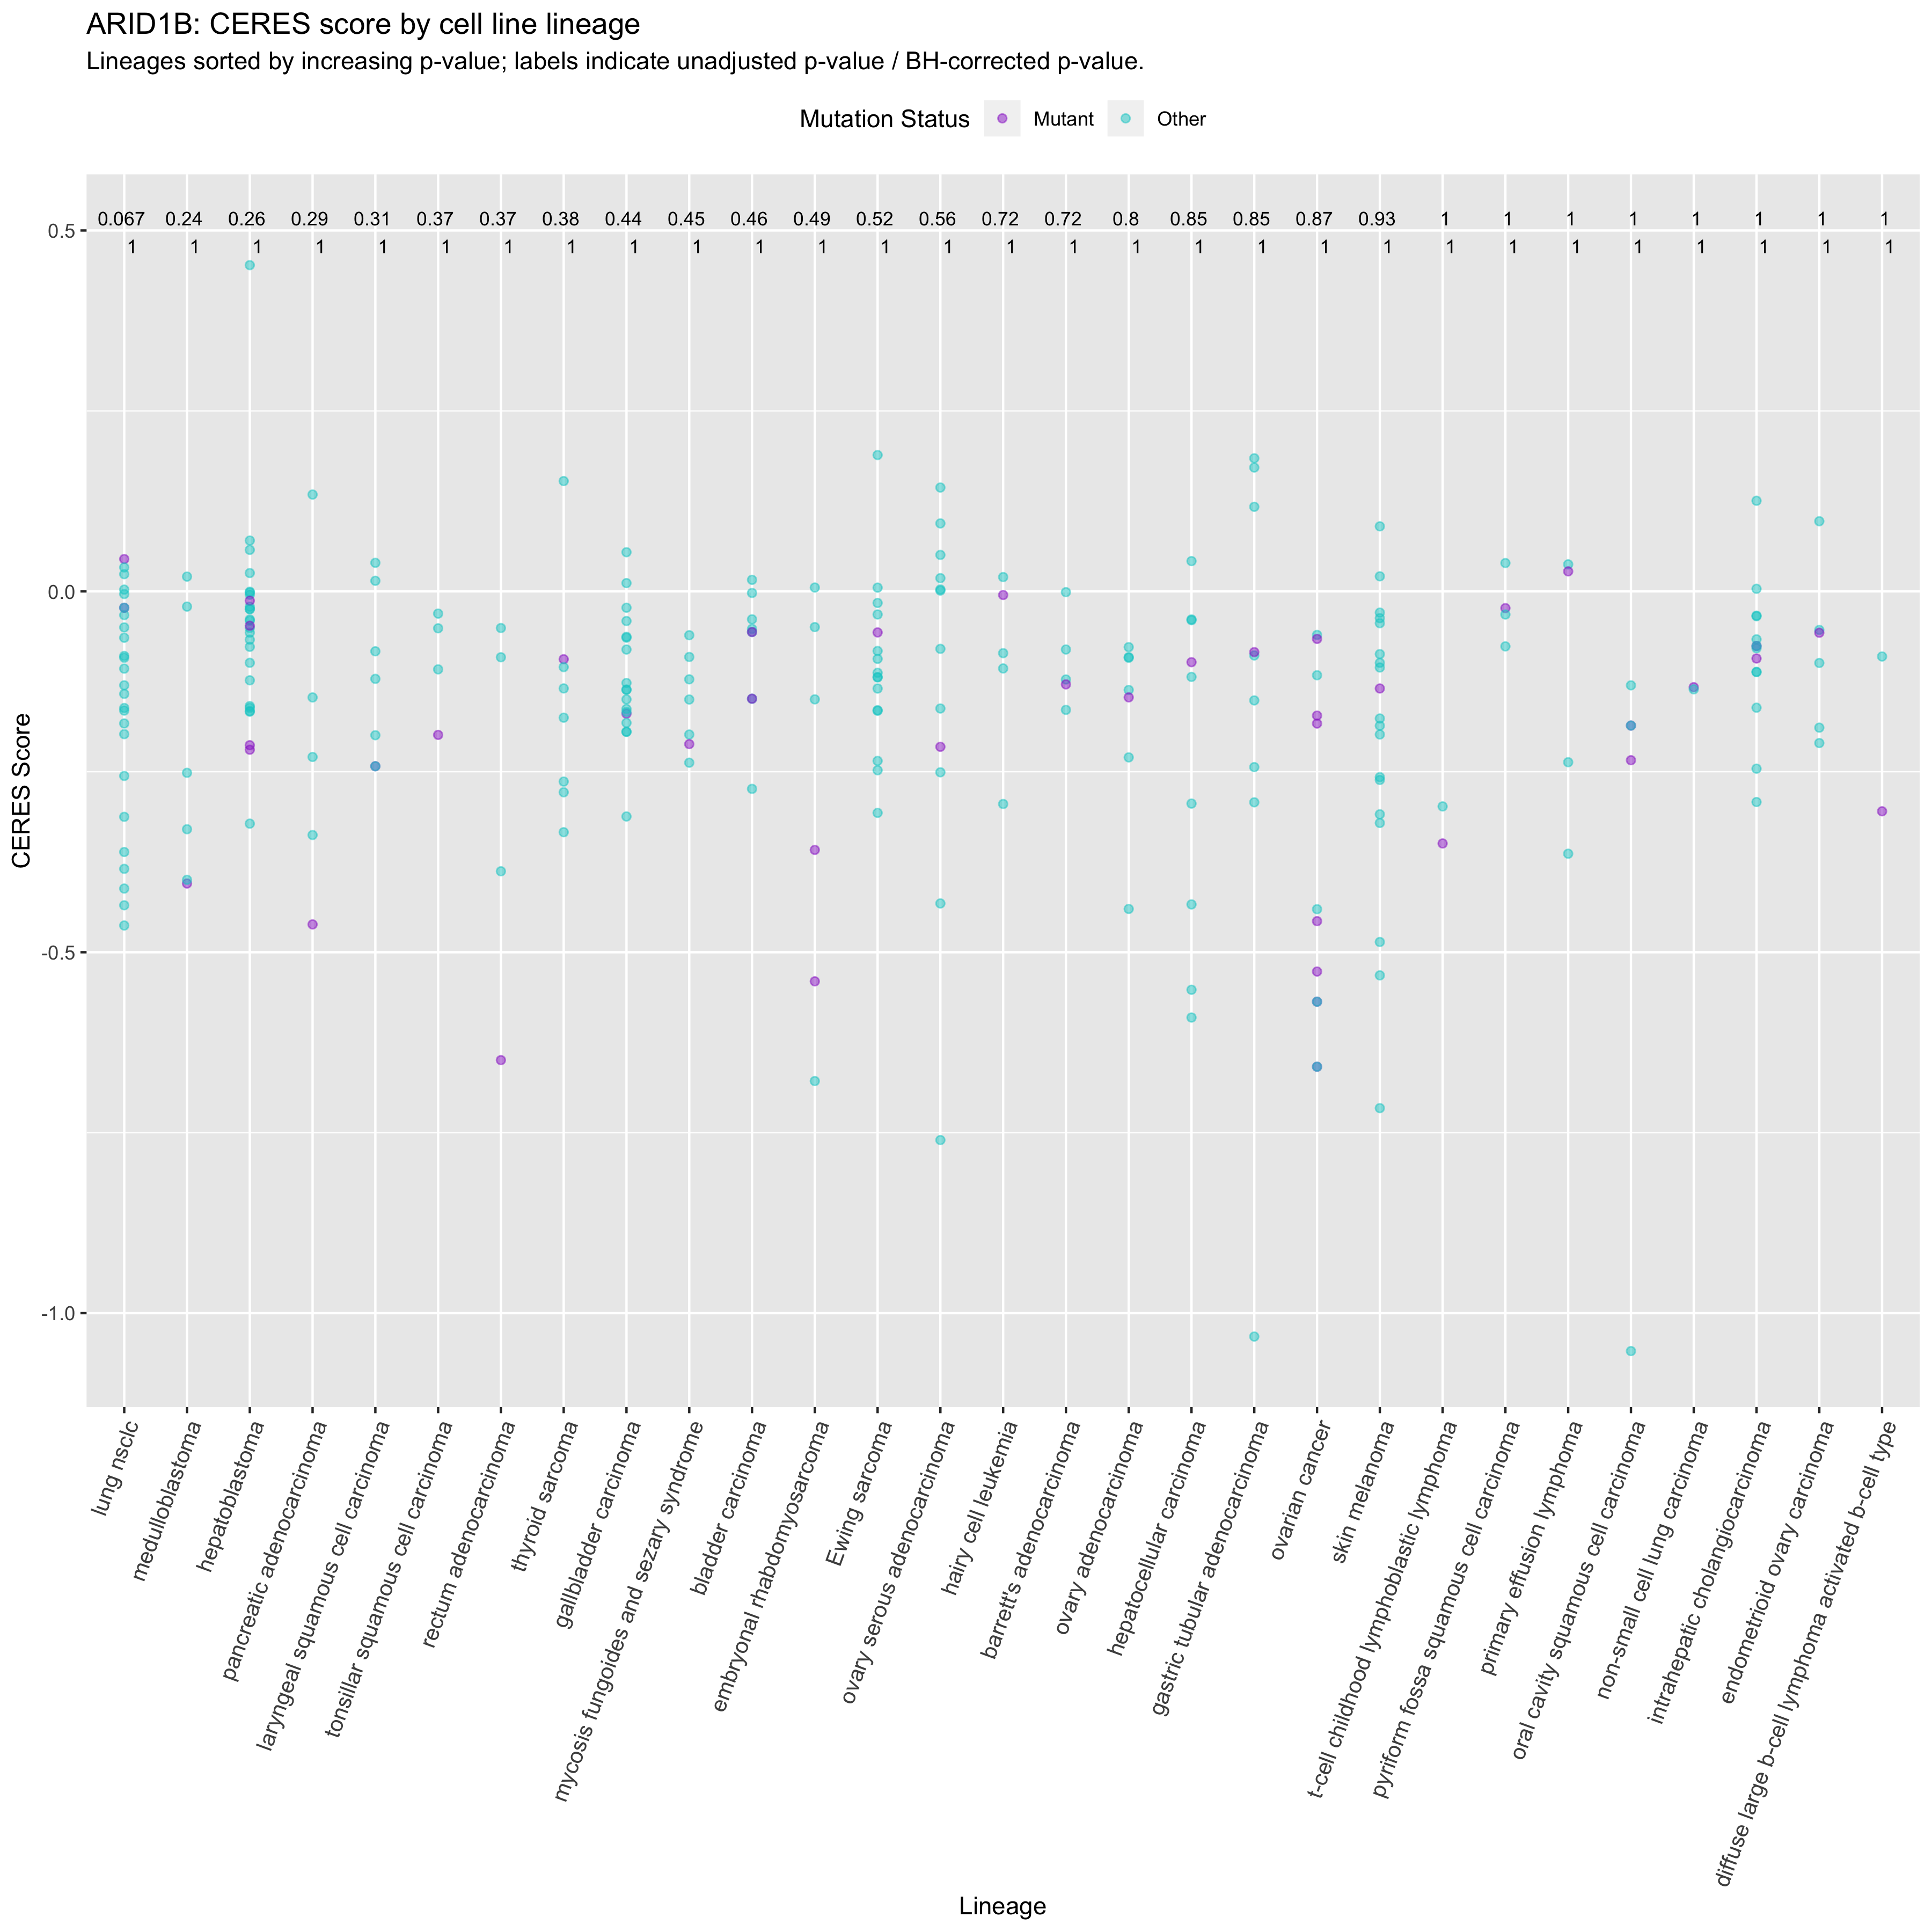 ARID1B: CERES score by cell line lineage
Lineages sorted by increasing p-value; labels indicate unadjusted p-value / BH-corrected p-value.
Mutation Status Mutant Other
0.067 0.24 0.26 0.29 0.31 0.37 0.37 0.38 0.44 0.45 0.46 0.49 0.52 0.56 0.72 0.72 0.8 0.85 0.85 0.87 0.93 1 1 1 1 1 1 1 1
1 1 1 1 1 1 1 1 1 1 1 1 1 1 1 1 1 1 1 1 1 1 1 1 1 1 1 1 1
0.5
0.0
-0.5
-1.0
CERES Score
lung nsclc
medulloblastoma
hepatoblastoma
pancreatic adenocarcinoma
laryngeal squamous cell carcinoma
tonsillar squamous cell carcinoma
rectum adenocarcinoma
thyroid sarcoma
gallbladder carcinoma
mycosis fungoides and sezary syndrome
bladder carcinoma
embryonal rhabdomyosarcoma
Ewing sarcoma
ovary serous adenocarcinoma
hairy cell leukemia
barrett's adenocarcinoma
ovary adenocarcinoma
hepatocellular carcinoma
gastric tubular adenocarcinoma
ovarian cancer
skin melanoma
t-cell childhood lymphoblastic lymphoma
pyriform fossa squamous cell carcinoma
primary effusion lymphoma
oral cavity squamous cell carcinoma
non-small cell lung carcinoma
intrahepatic cholangiocarcinoma
endometrioid ovary carcinoma
diffuse large b-cell lymphoma activated b-cell type
Lineage